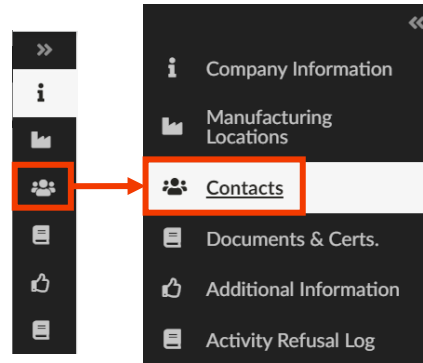 Company Information
Manufacturing
Locations
Contacts
Documents & Certs.
Additional Information
Activity Refusal Log